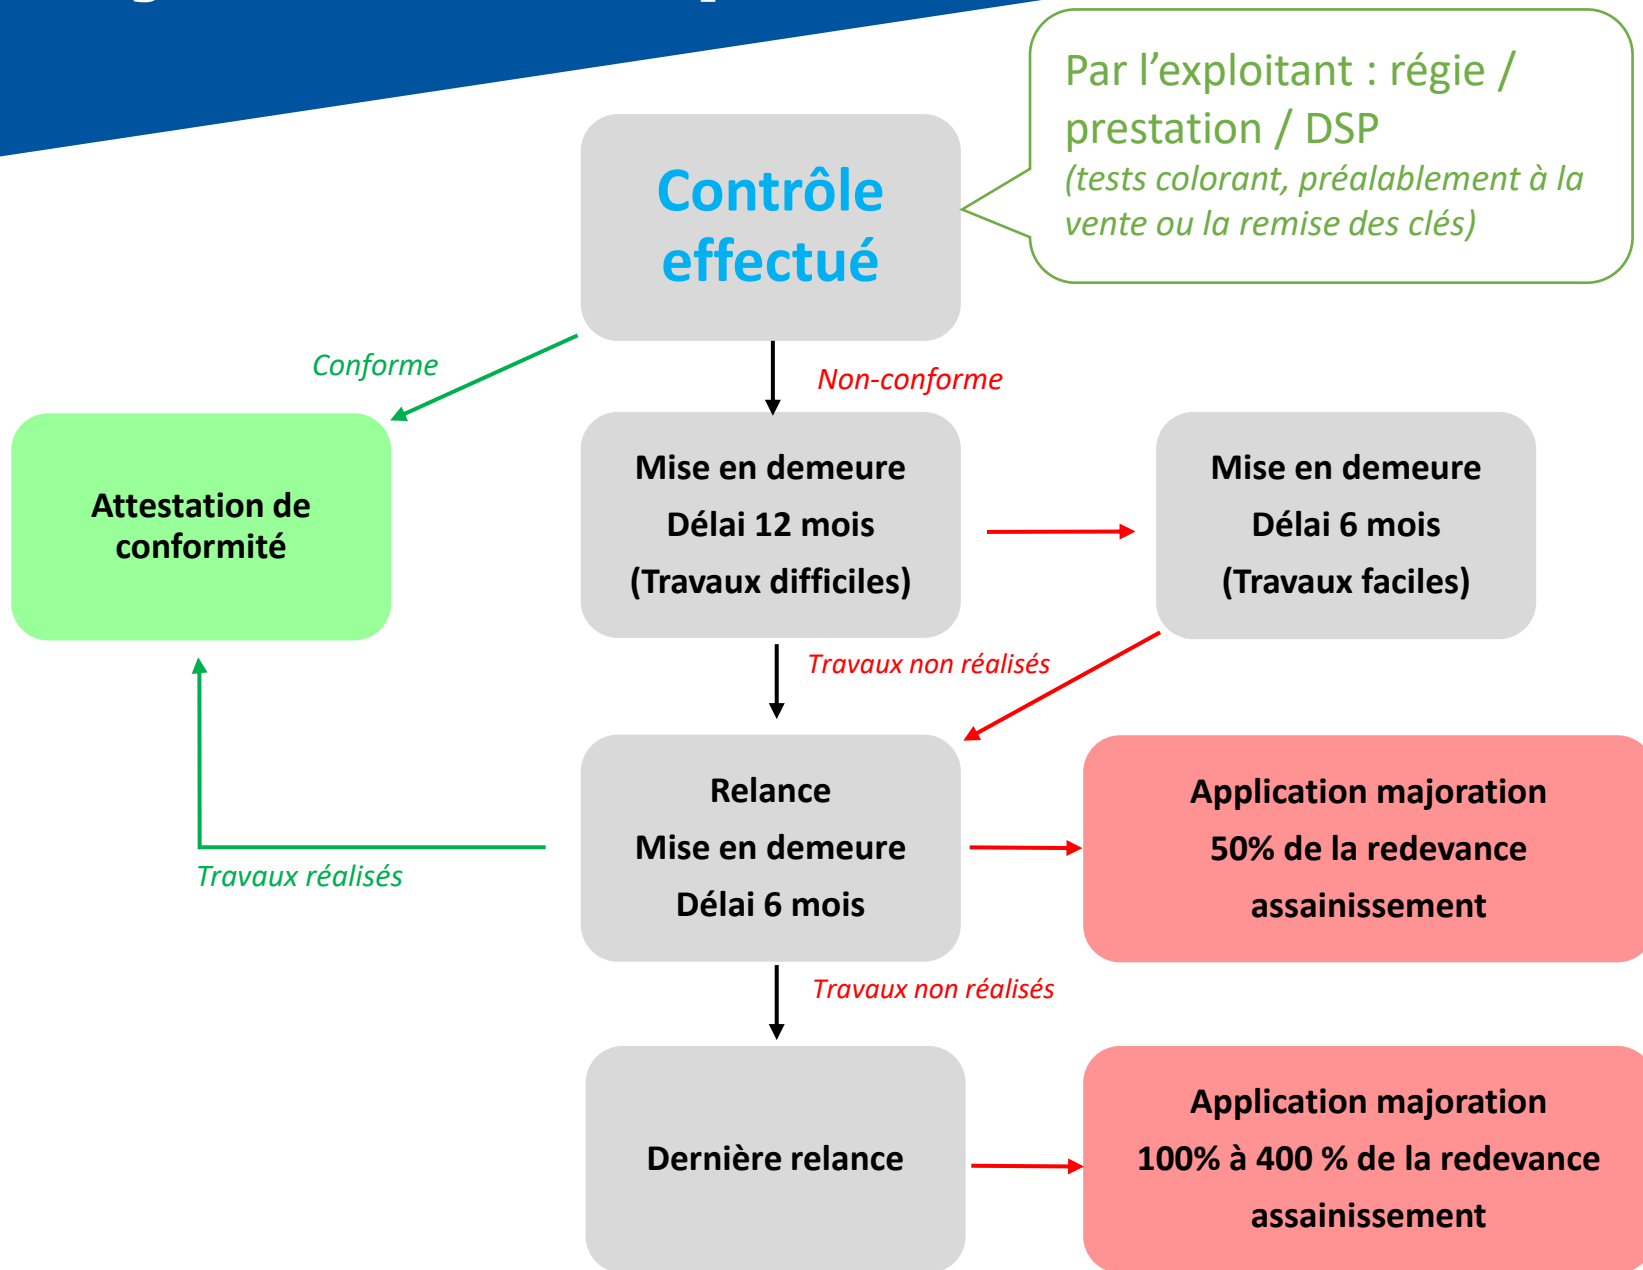 Par l’exploitant : régie /
prestation / DSP
(tests colorant, préalablement à la
vente ou la remise des clés)
Contrôle
effectué
Conforme
Non-conforme
Attestation de
conformité
Mise en demeure
Délai 12 mois
(Travaux difficiles)
Mise en demeure
Délai 6 mois
(Travaux faciles)
Travaux non réalisés
Relance
Mise en demeure
Délai 6 mois
Application majoration
50% de la redevance
assainissement
Travaux réalisés
Travaux non réalisés
Dernière relance
Application majoration
100% à 400 % de la redevance
assainissement